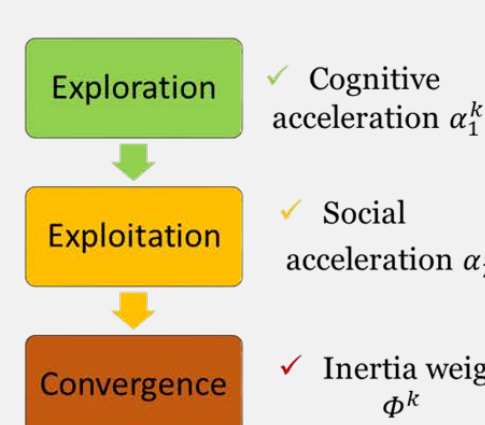 Exploration
✓ Cognitive
acceleration α₁ᵏ
Exploitation
✓ Social
acceleration α
Convergence
✓ Inertia
Φᵏ